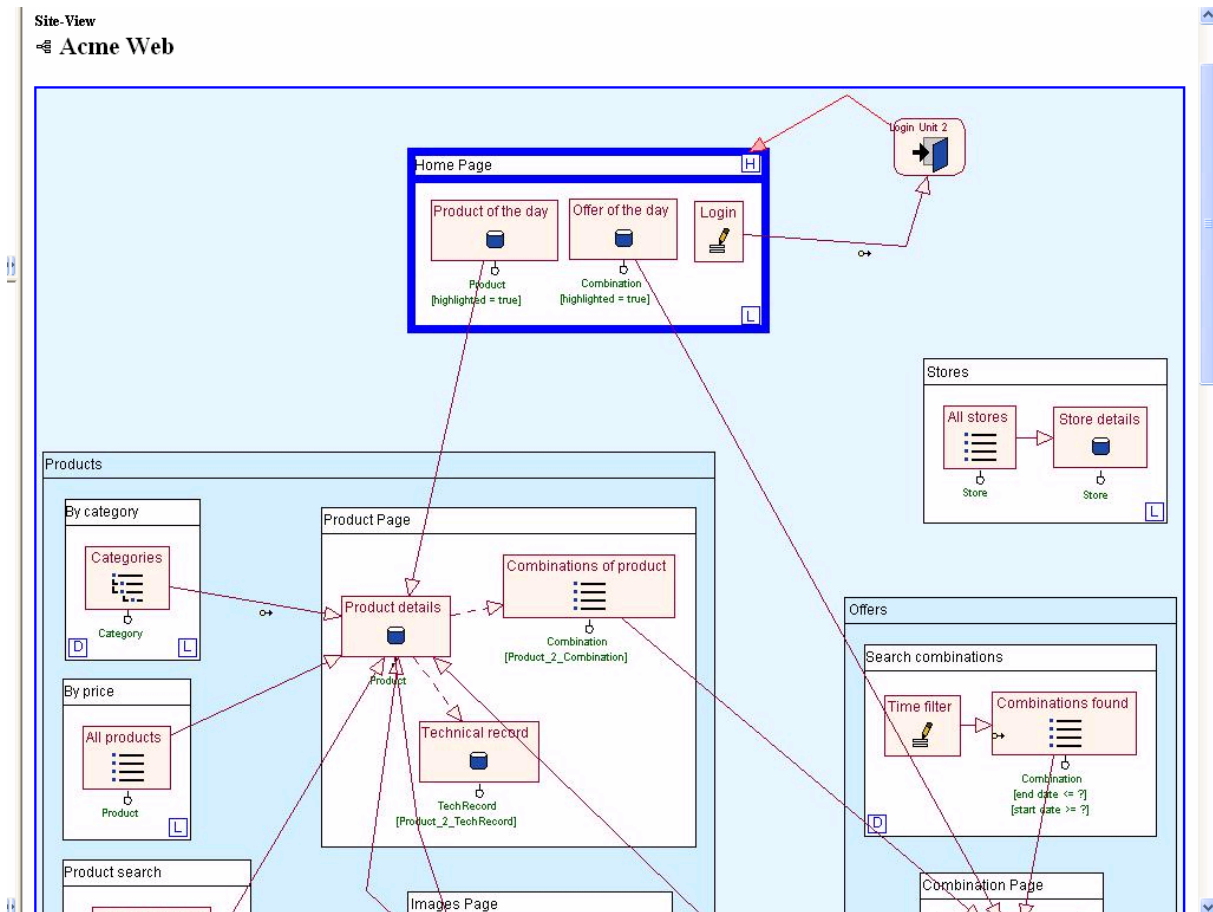 Site-View
Acme Web
Login Unit 2
Home Page
H
Product of the day
Offer of the day
Login
Product
[highlighted = true]
Combination
[highlighted = true]
L
Stores
All stores
Store details
Store
Store
L
Products
By category
Categories
Category
D
L
Product Page
Combinations of product
Product details
Combination
[Product_2_Combination]
Product
Technical record
TechRecord
[Product_2_TechRecord]
By price
All products
Product
L
Offers
Search combinations
Time filter
Combinations found
Combination
[end date <= ?]
[start date >= ?]
D
Product search
Images Page
Combination Page